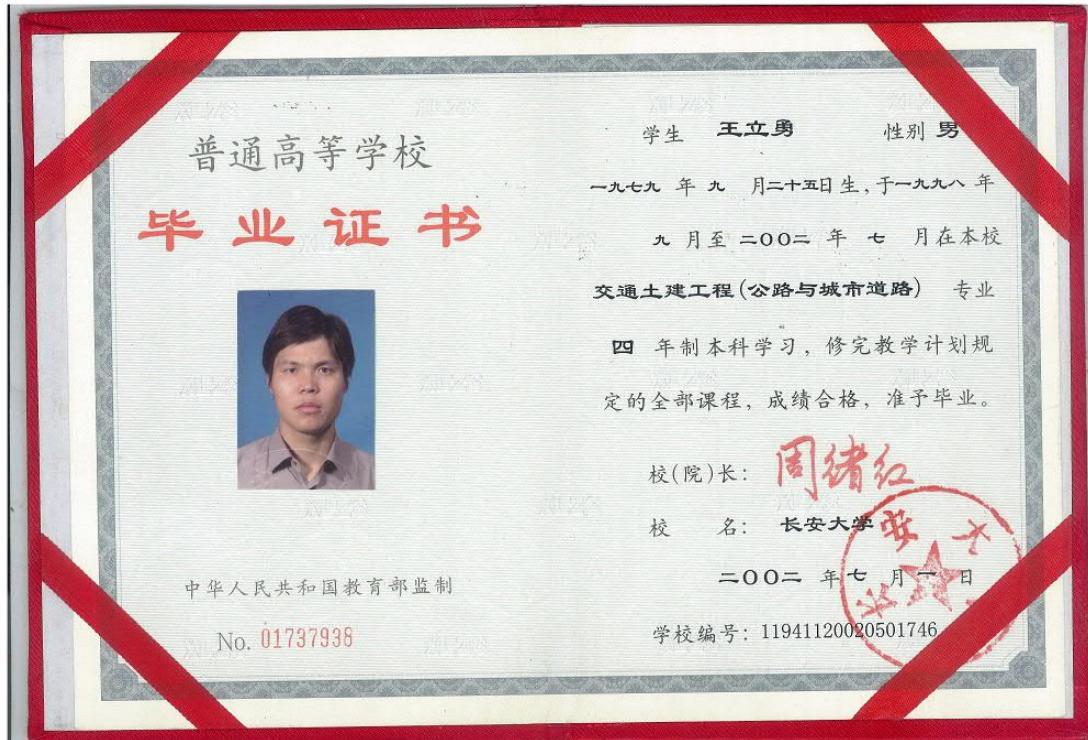 普通高等学校
毕业证书
中华人民共和国教育部监制
No. 01737938
学生 王立勇 性别 男
一九七九 年 九 月二十五日生,于一九九八 年
九 月至 二00二 年 七 月在本校
交通土建工程(公路与城市道路) 专业
四 年制本科学习，修完教学计划规
定的全部课程，成绩合格，准予毕业。
校(院)长: 周绪红
校 名: 长安大学
二00二 年七 月一 日
学校编号: 11941120020501746
长安大学